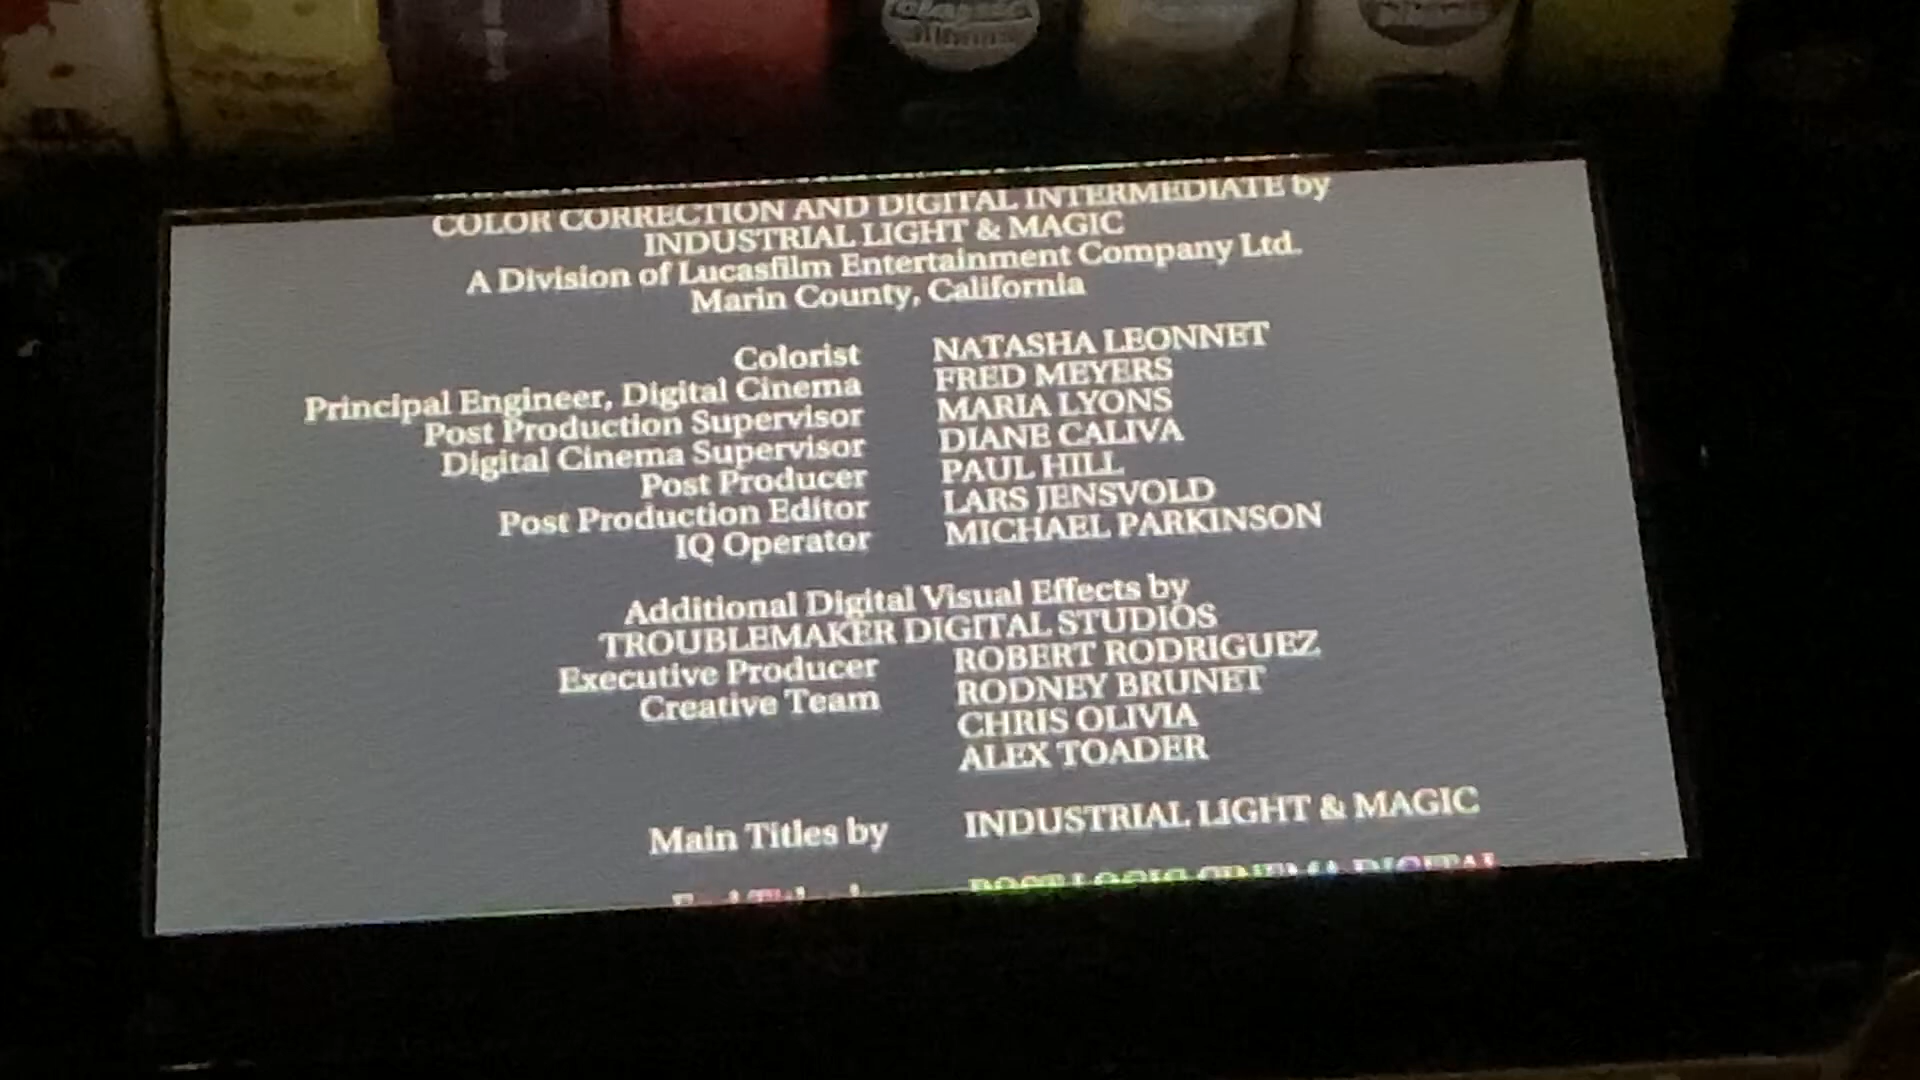 COLOR CORRECTION AND DIGITAL INTERMEDIATE by
INDUSTRIAL LIGHT & MAGIC
A Division of Lucasfilm Entertainment Company Ltd.
Marin County, California
Colorist NATASHA LEONNET
Principal Engineer, Digital Cinema FRED MEYERS
Post Production Supervisor MARIA LYONS
Digital Cinema Supervisor DIANE CALIVA
Post Producer PAUL HILL
Post Production Editor LARS JENSVOLD
IQ Operator MICHAEL PARKINSON
Additional Digital Visual Effects by
TROUBLEMAKER DIGITAL STUDIOS
Executive Producer ROBERT RODRIGUEZ
Creative Team RODNEY BRUNET
CHRIS OLIVIA
ALEX TOADER
Main Titles by INDUSTRIAL LIGHT & MAGIC